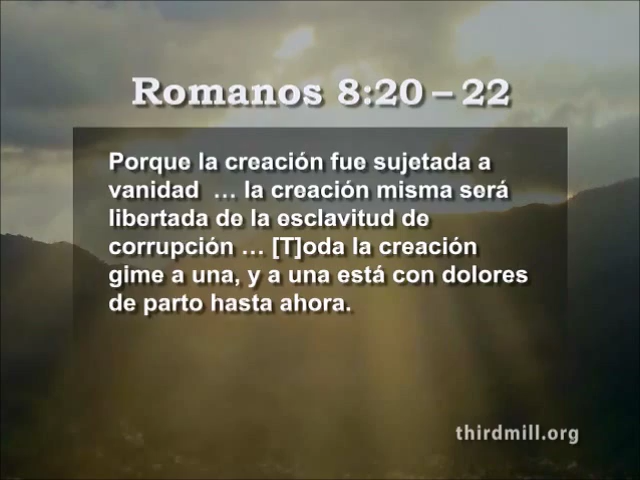 Romanos 8:20 – 22
Porque la creación fue sujetada a
vanidad … la creación misma será
libertada de la esclavitud de
corrupción … [T]oda la creación
gime a una, y a una está con dolores
de parto hasta ahora.
thirdmill.org